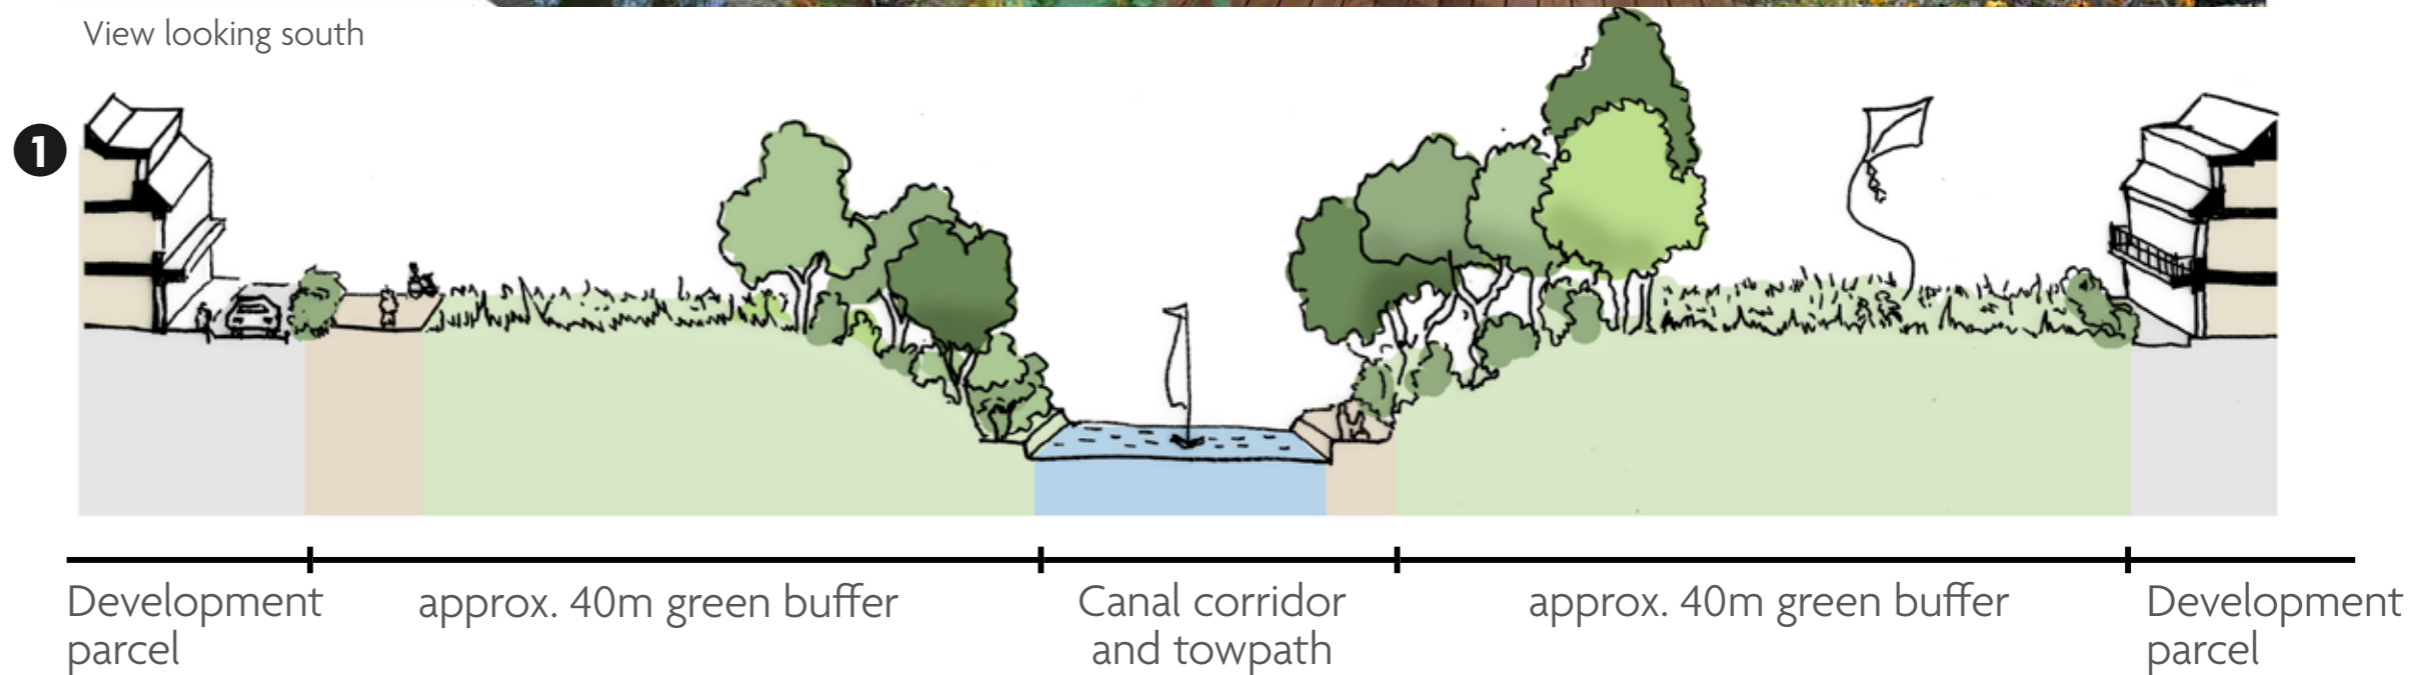 View looking south
1
Development
parcel
approx. 40m green buffer
Canal corridor
and towpath
approx. 40m green buffer
Development
parcel